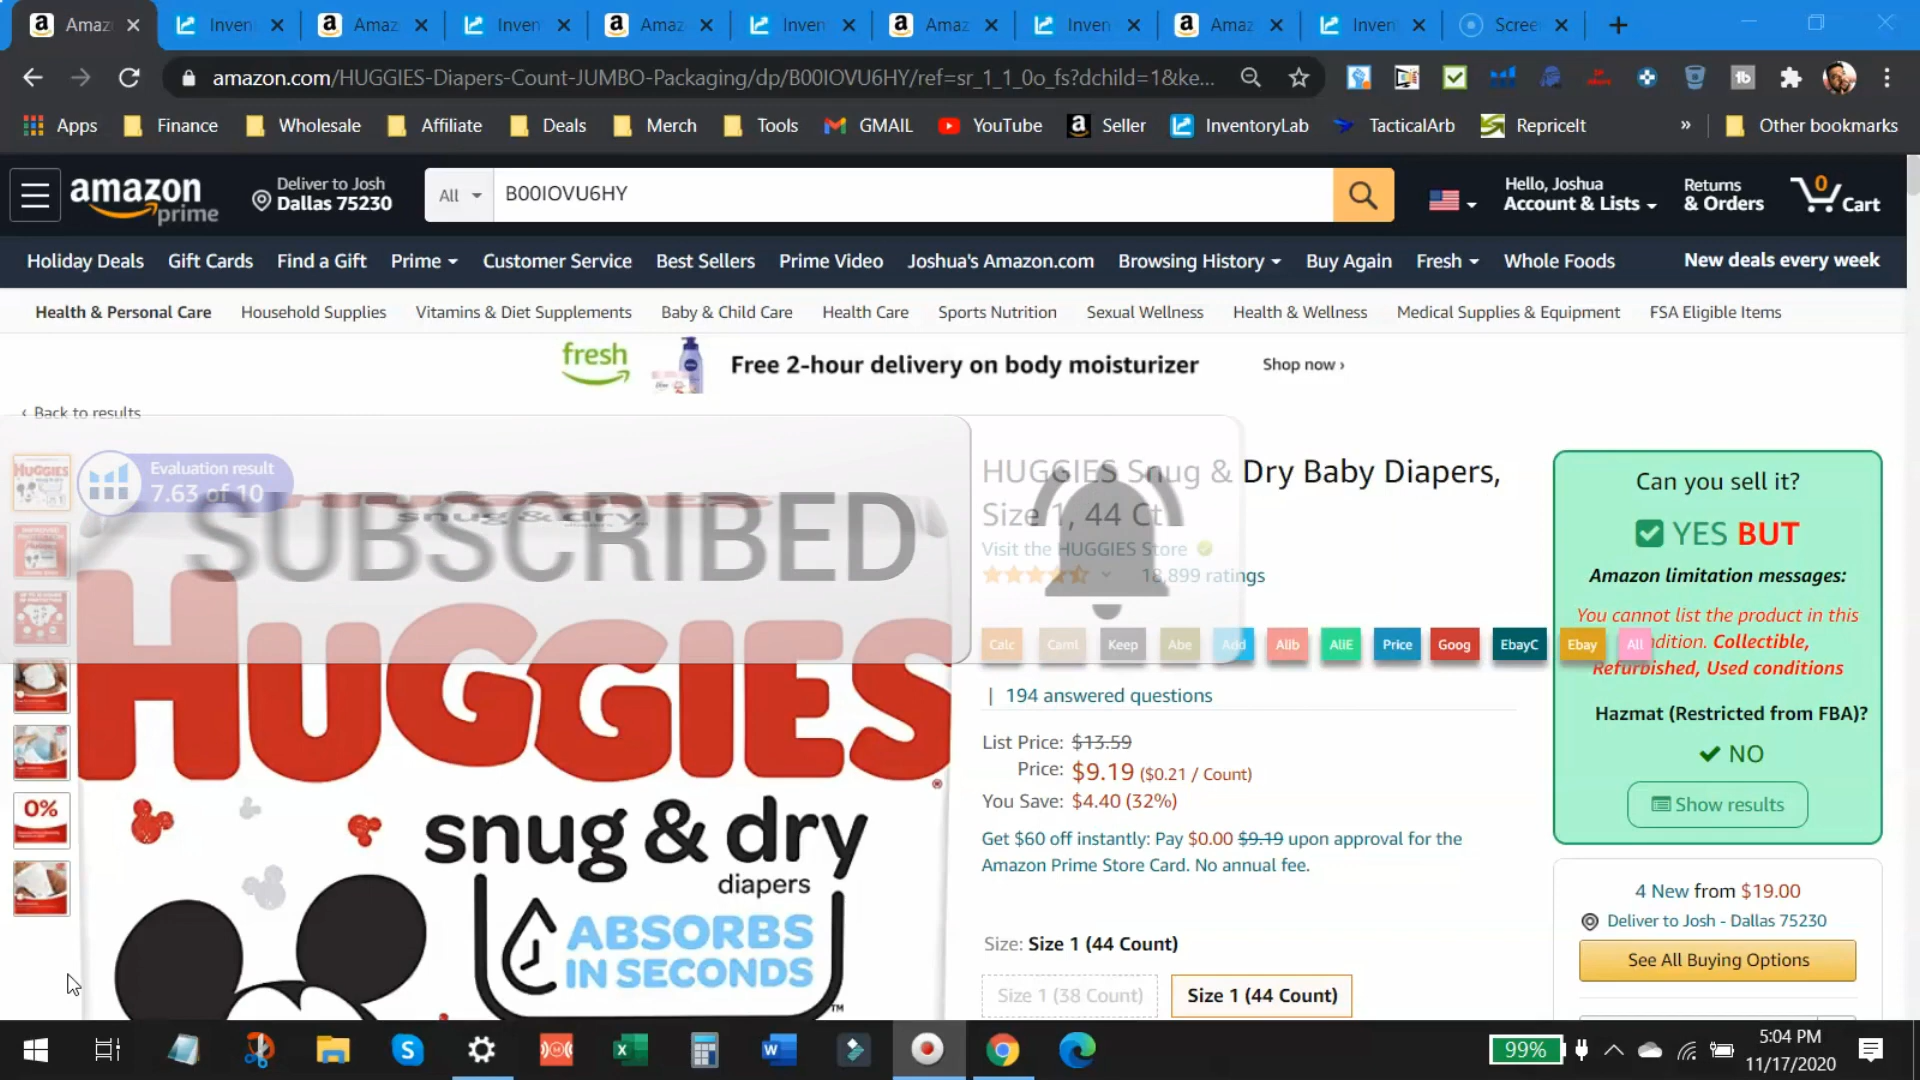 Amaz
Inven
Amaz
Inven
Amaz
Inven
Amaz
Inven
Amaz
Inven
Scree
amazon.com/HUGGIES-Diapers-Count-JUMBO-Packaging/dp/B00IOVU6HY/ref=sr_1_1_0o_fs?dchild=1&ke...
Apps
Finance
Wholesale
Affiliate
Deals
Merch
Tools
GMAIL
YouTube
Seller
InventoryLab
TacticalArb
RepriceIt
»
Other bookmarks
amazon
prime
Deliver to Josh
Dallas 75230
All
B00IOVU6HY
Hello, Joshua
Account & Lists
Returns
& Orders
0
Cart
Holiday Deals
Gift Cards
Find a Gift
Prime
Customer Service
Best Sellers
Prime Video
Joshua's Amazon.com
Browsing History
Buy Again
Fresh
Whole Foods
New deals every week
Health & Personal Care
Household Supplies
Vitamins & Diet Supplements
Baby & Child Care
Health Care
Sports Nutrition
Sexual Wellness
Health & Wellness
Medical Supplies & Equipment
FSA Eligible Items
fresh
Free 2-hour delivery on body moisturizer
Shop now ›
‹ Back to results
Evaluation result
7.63 of 10
SUBSCRIBED
snug & dry
HUGGIES
snug & dry
diapers
ABSORBS
IN SECONDS
HUGGIES
0%
HUGGIES Snug & Dry Baby Diapers,
Size 1, 44 Ct
Visit the HUGGIES Store
18,899 ratings
Calc
Caml
Keep
Abe
Add
Alib
AliE
Price
Goog
EbayC
Ebay
All
| 194 answered questions
List Price: $13.59
Price: $9.19 ($0.21 / Count)
You Save: $4.40 (32%)
Get $60 off instantly: Pay $0.00 $9.19 upon approval for the
Amazon Prime Store Card. No annual fee.
Size: Size 1 (44 Count)
Size 1 (38 Count)
Size 1 (44 Count)
Can you sell it?
YES BUT
Amazon limitation messages:
You cannot list the product in this
ndition. Collectible,
Refurbished, Used conditions
Hazmat (Restricted from FBA)?
NO
Show results
4 New from $19.00
Deliver to Josh - Dallas 75230
See All Buying Options
99%
5:04 PM
11/17/2020